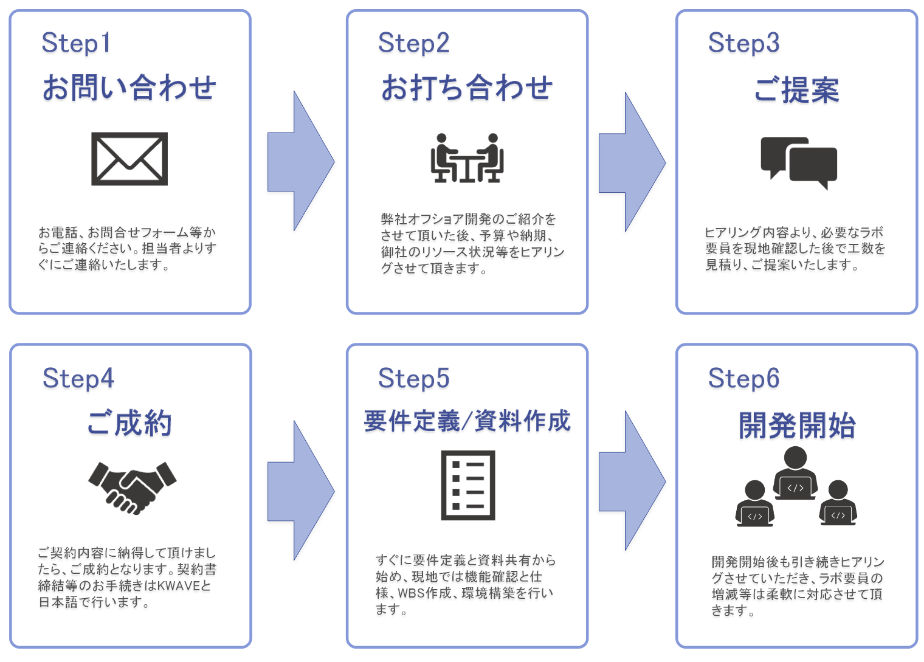 Step1
お問い合わせ
お電話、お問合せフォーム等か
らご連絡ください。担当者よりす
ぐにご連絡いたします。
Step2
お打ち合わせ
弊社オフショア開発のご紹介を
させて頂いた後、予算や納期、
御社のリソース状況等をヒアリン
グさせて頂きます。
Step3
ご提案
ヒアリング内容より、必要なラボ
要員を現地確認した後で工数を
見積り、ご提案いたします。
Step4
ご成約
ご契約内容に納得して頂けまし
たら、ご成約となります。契約書
締結等のお手続きはKWAVEと
日本語で行います。
Step5
要件定義/資料作成
すぐに要件定義と資料共有から
始め、現地では機能確認と仕
様、WBS作成、環境構築を行い
ます。
Step6
開発開始
</>
</>
</>
開発開始後も引き続きヒアリン
グさせていただき、ラボ要員の
増減等は柔軟に対応させて頂
きます。